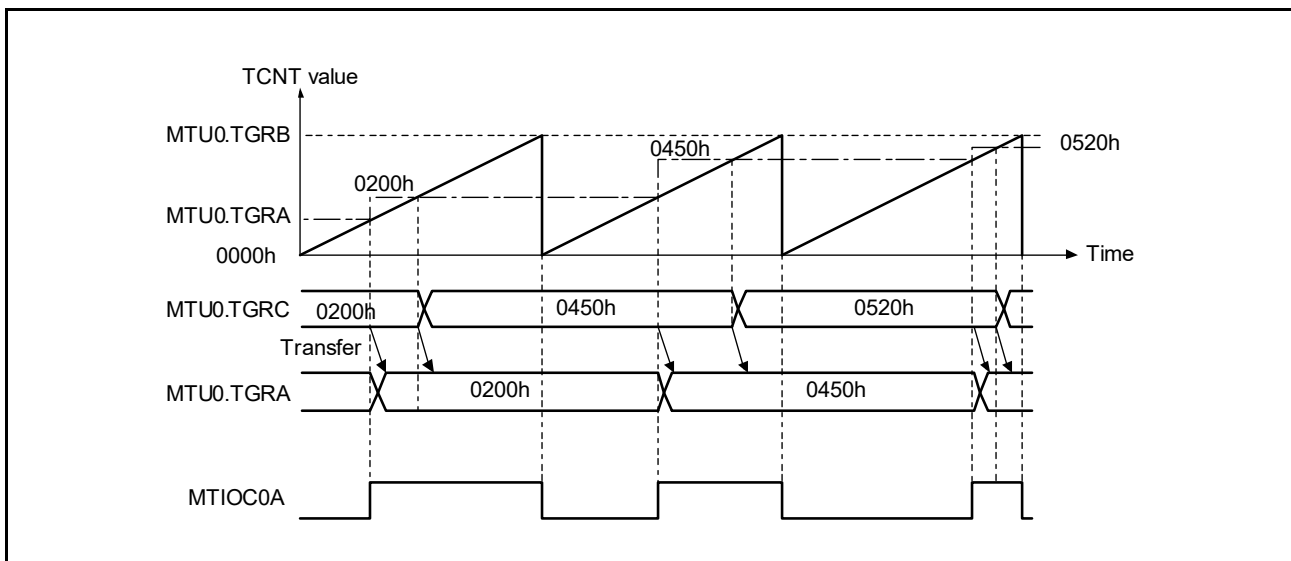 TCNT value
MTU0.TGRB
0520h
0450h
0200h
MTU0.TGRA
0000h
Time
MTU0.TGRC
0200h
0450h
0520h
Transfer
MTU0.TGRA
0200h
0450h
MTIOC0A